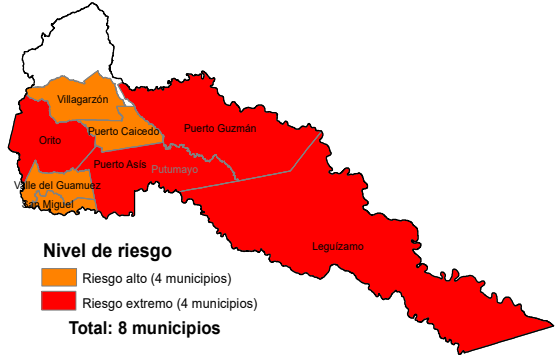 Villagarzón
Puerto Caicedo
Puerto Guzmán
Orito
Puerto Asís
Putumayo
Valle del Guamuez
San Miguel
Leguízamo
Nivel de riesgo
Riesgo alto (4 municipios)
Riesgo extremo (4 municipios)
Total: 8 municipios